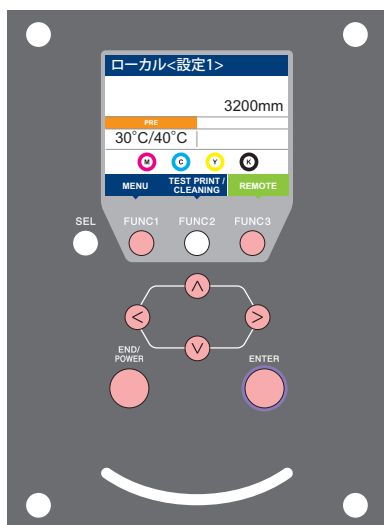 ローカル<設定1>
3200mm
PRE
30°C/40°C
M C Y K
MENU
TEST PRINT /
CLEANING
REMOTE
SEL
FUNC1
FUNC2
FUNC3
END/
POWER
ENTER